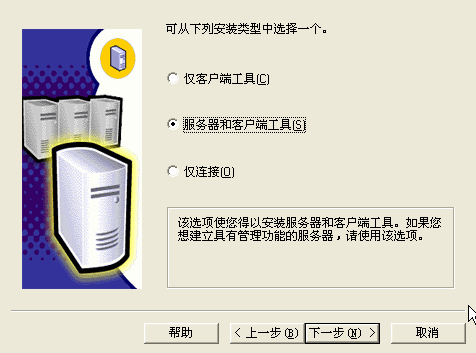 可从下列安装类型中选择一个。
仅客户端工具(C)
服务器和客户端工具(S)
仅连接(O)
该选项使您得以安装服务器和客户端工具。如果您
想建立具有管理功能的服务器，请使用该选项。
帮助 < 上一步(B) 下一步(N) > 取消